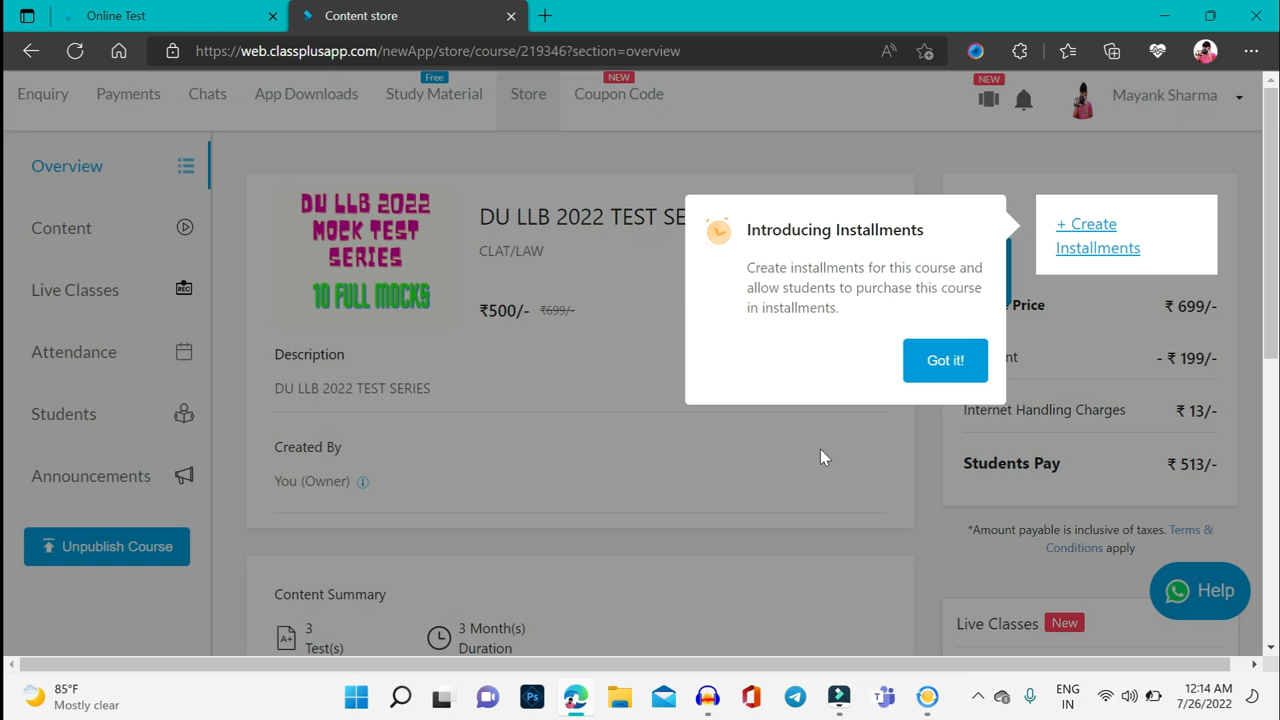 Online Test
Content store
https://web.classplusapp.com/newApp/store/course/219346?section=overview
Free
NEW
NEW
Enquiry
Payments
Chats
App Downloads
Study Material
Store
Coupon Code
Mayank Sharma
Overview
Content
Live Classes
REC
Attendance
Students
Announcements
Unpublish Course
DU LLB 2022
MOCK TEST
SERIES
10 FULL MOCKS
DU LLB 2022 TEST SE
CLAT/LAW
₹500/- ₹699/-
Description
DU LLB 2022 TEST SERIES
Created By
You (Owner)
Content Summary
A+
3
Test(s)
3 Month(s)
Duration
Introducing Installments
Create installments for this course and
allow students to purchase this course
in installments.
Got it!
+ Create
Installments
Price ₹ 699/-
nt - ₹ 199/-
Internet Handling Charges ₹ 13/-
Students Pay ₹ 513/-
*Amount payable is inclusive of taxes. Terms &
Conditions apply
Help
Live Classes New
85°F
Mostly clear
Ps
ENG
IN
12:14 AM
7/26/2022